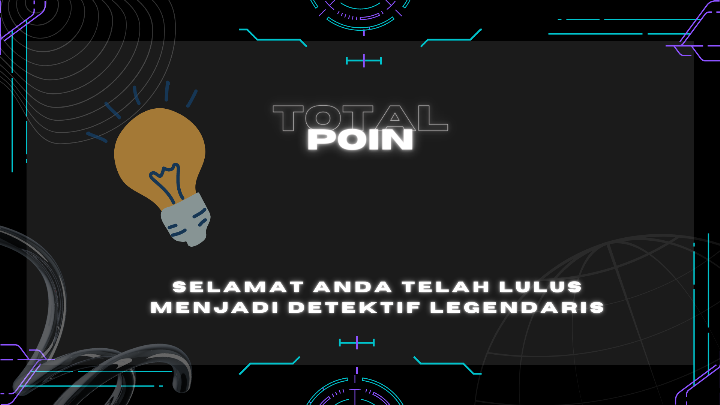 TOTAL
POIN
SELAMAT ANDA TELAH LULUS
MENJADI DETEKTIF LEGENDARIS